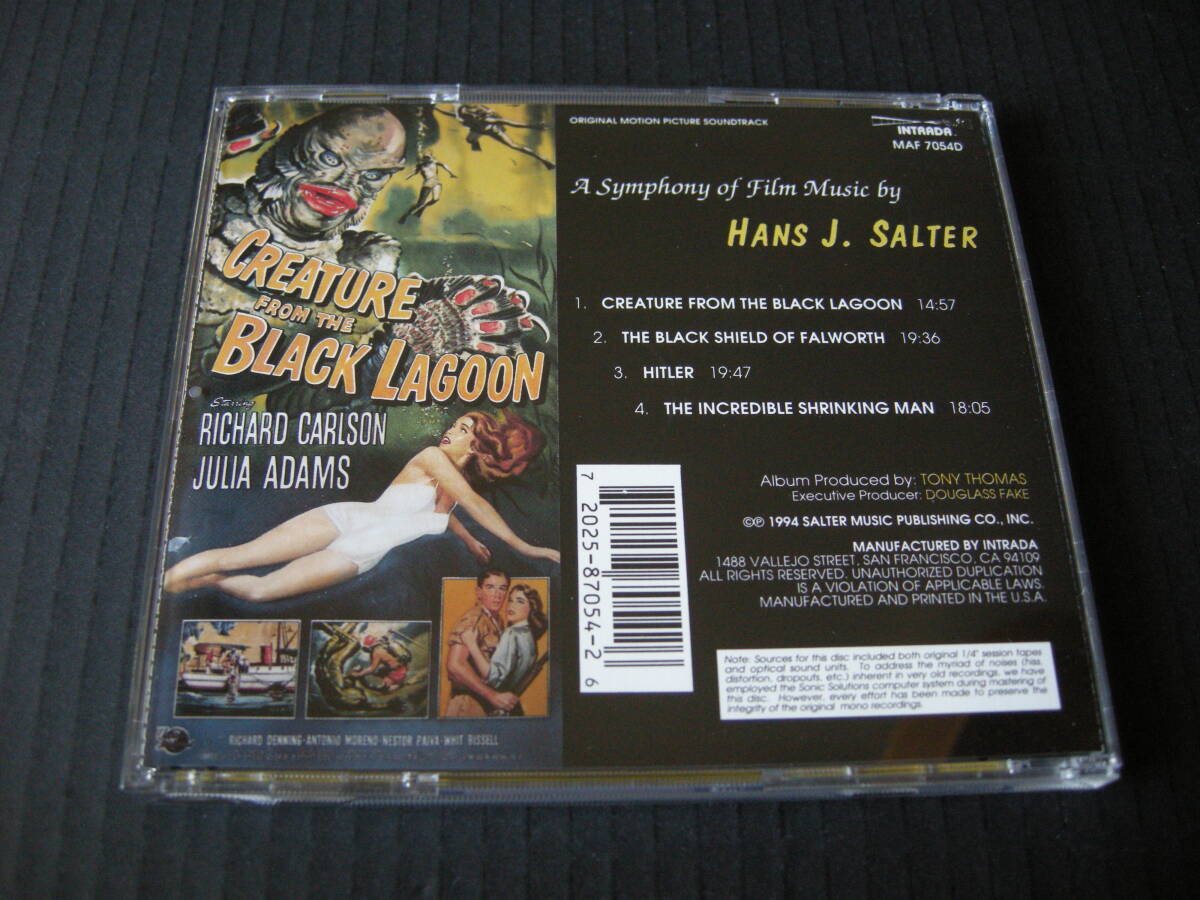 CREATURE
FROM THE
BLACK LAGOON
Starring
RICHARD CARLSON
JULIA ADAMS
RICHARD DENNING·ANTONIO MORENO·NESTOR PAIVA·WHIT BISSELL
ORIGINAL MOTION PICTURE SOUNDTRACK
INTRADA
MAF 7054D
A Symphony of Film Music by
HANS J. SALTER
1. CREATURE FROM THE BLACK LAGOON 14:57
2. THE BLACK SHIELD OF FALWORTH 19:36
3. HITLER 19:47
4. THE INCREDIBLE SHRINKING MAN 18:05
7 20258-87054-2 6
Album Produced by: TONY THOMAS
Executive Producer: DOUGLASS FAKE
©℗ 1994 SALTER MUSIC PUBLISHING CO., INC.
MANUFACTURED BY INTRADA
1488 VALLEJO STREET, SAN FRANCISCO, CA 94109
ALL RIGHTS RESERVED. UNAUTHORIZED DUPLICATION
IS A VIOLATION OF APPLICABLE LAWS.
MANUFACTURED AND PRINTED IN THE U.S.A.
Note: Sources for this disc included both original 1/4" session tapes
and optical sound units. To address the myriad of noises (hiss,
distortion, dropouts, etc.) inherent in very old recordings, we have
employed the Sonic Solutions computer system during mastering of
this disc. However, every effort has been made to preserve the
integrity of the original mono recordings.